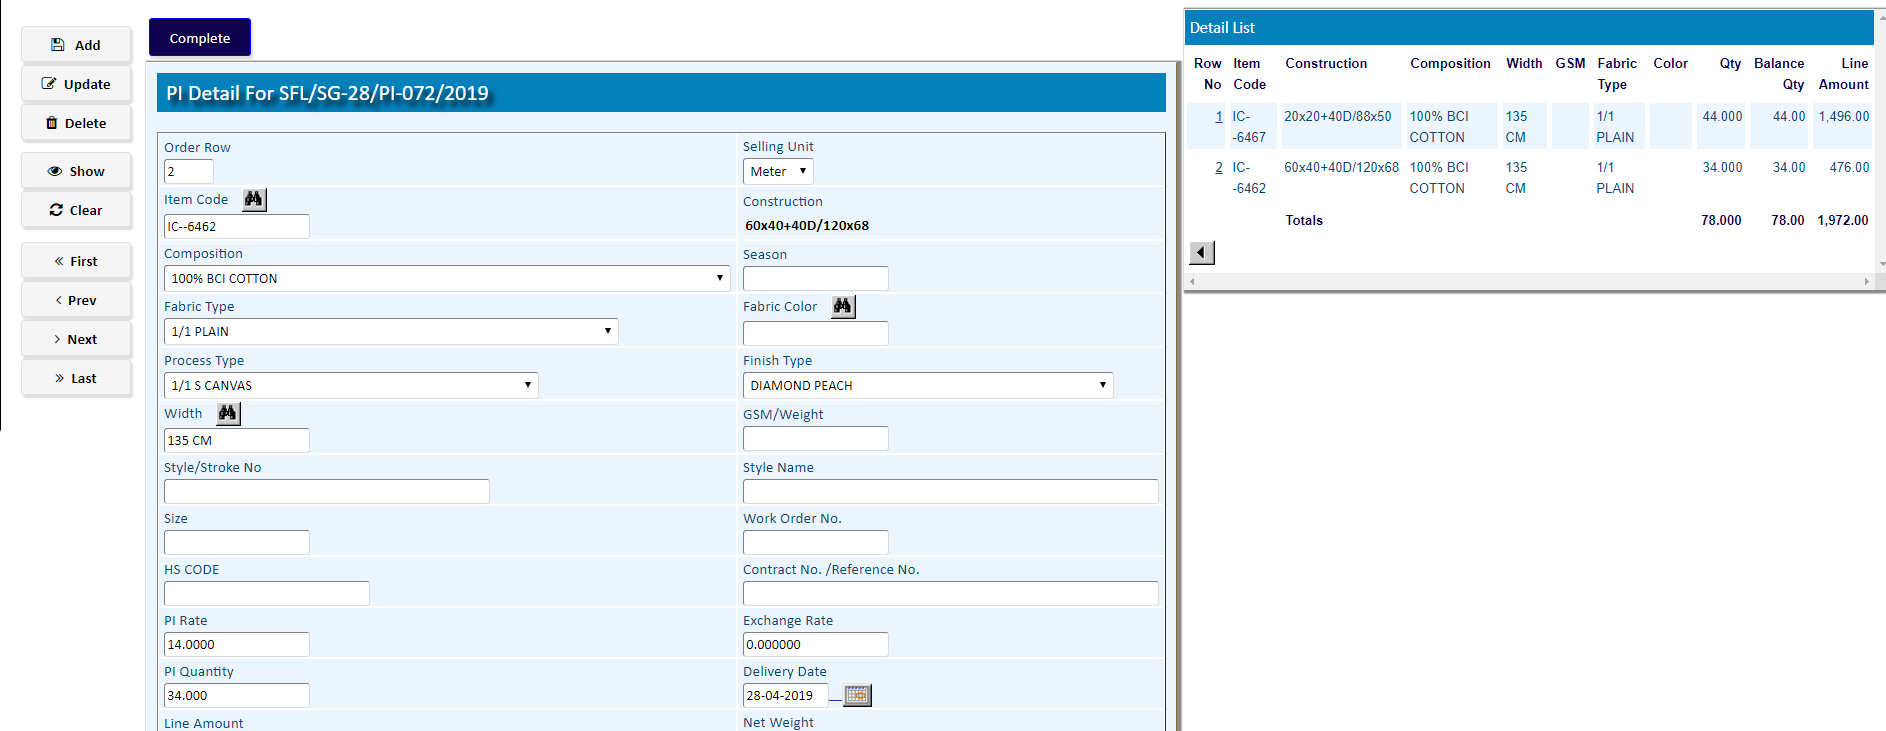 Add
Update
Delete
Show
Clear
« First
‹ Prev
› Next
» Last
Complete
PI Detail For SFL/SG-28/PI-072/2019
Order Row
2
Selling Unit
Meter
Item Code
IC--6462
Construction
60x40+40D/120x68
Composition
100% BCI COTTON
Season
Fabric Type
1/1 PLAIN
Fabric Color
Process Type
1/1 S CANVAS
Finish Type
DIAMOND PEACH
Width
135 CM
GSM/Weight
Style/Stroke No
Style Name
Size
Work Order No.
HS CODE
Contract No. /Reference No.
PI Rate
14.0000
Exchange Rate
0.000000
PI Quantity
34.000
Delivery Date
28-04-2019
Line Amount
Net Weight
Detail List
Row Item Construction Composition Width GSM Fabric Color Qty Balance Line
No Code Type Qty Amount
1 IC- 20x20+40D/88x50 100% BCI 135 1/1 44.000 44.00 1,496.00
-6467 COTTON CM PLAIN
2 IC- 60x40+40D/120x68 100% BCI 135 1/1 34.000 34.00 476.00
-6462 COTTON CM PLAIN
Totals 78.000 78.00 1,972.00